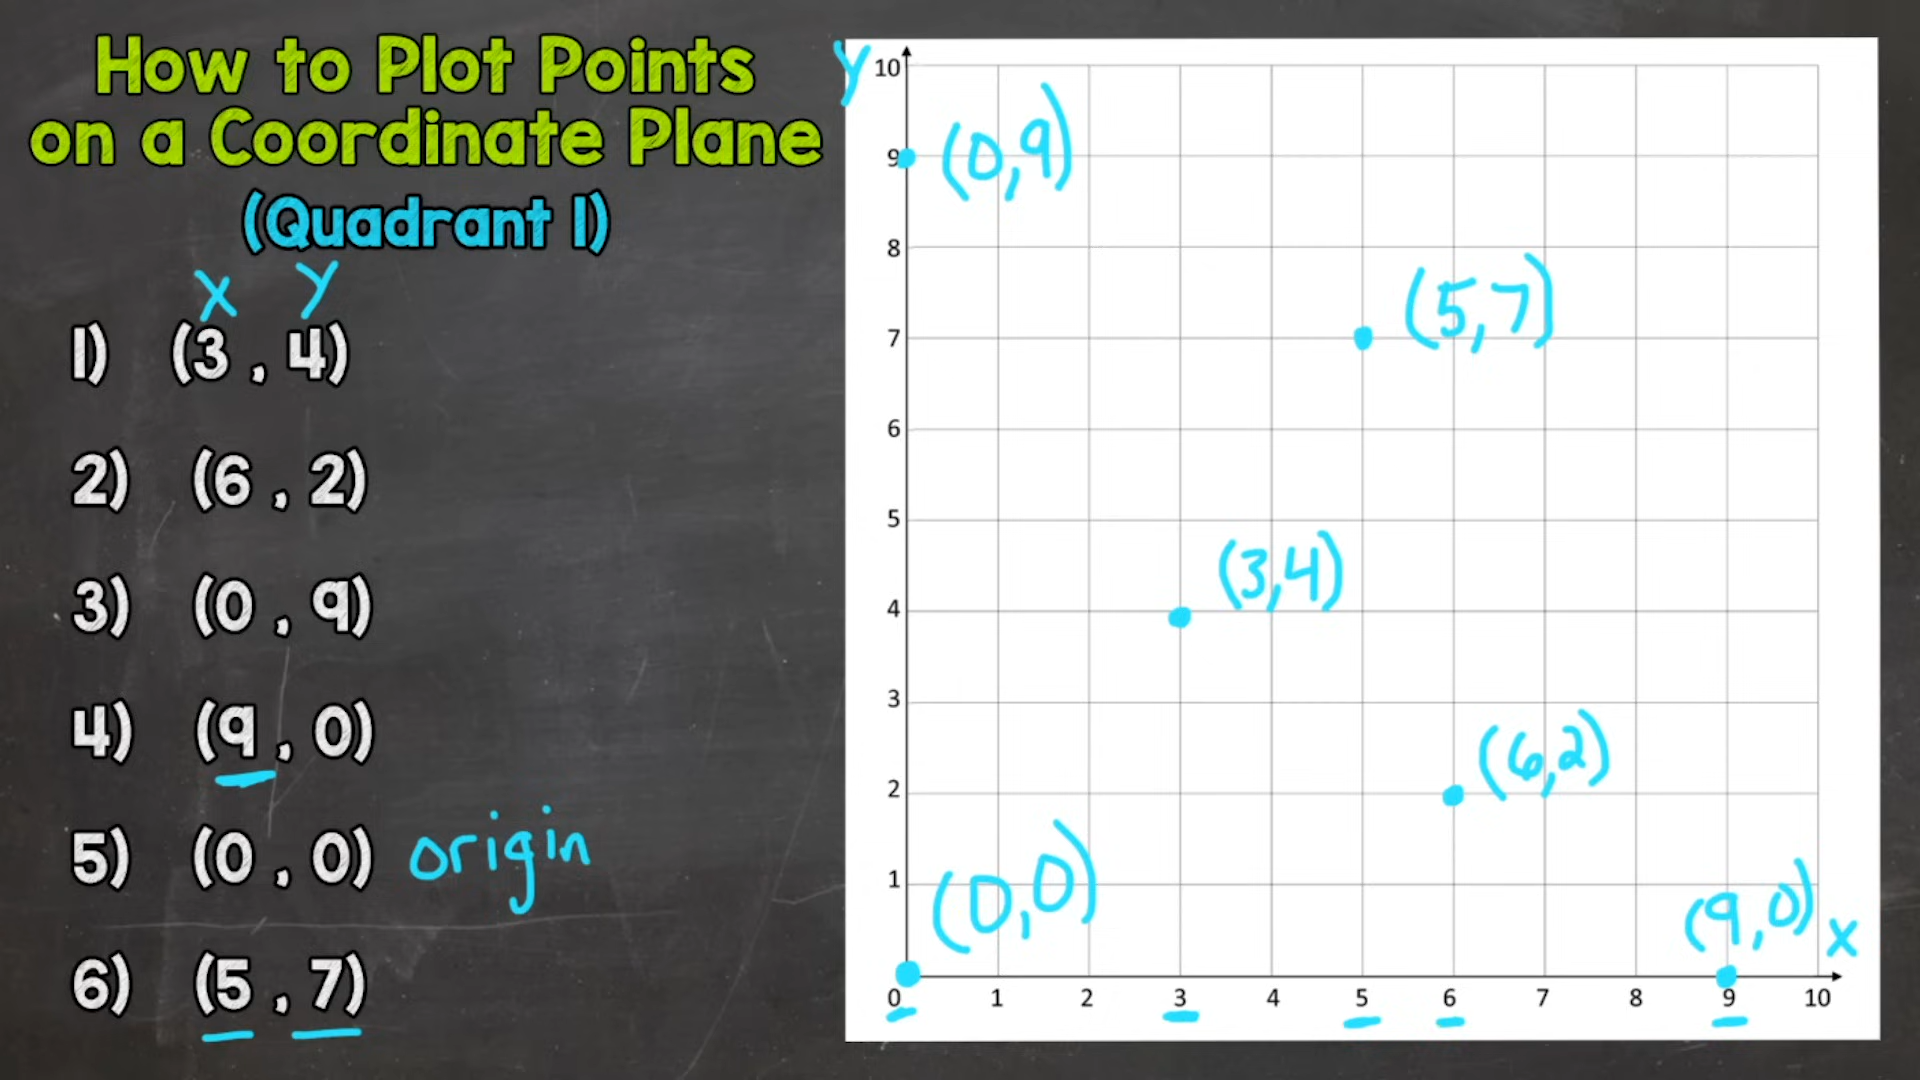 How to Plot Points
on a Coordinate Plane
(Quadrant 1)
x y
1) (3 , 4)
2) (6 , 2)
3) (0 , 9)
4) (9 , 0)
5) (0 , 0) origin
6) (5 , 7)
y
10
9 (0,9)
8
(5,7)
7
6
5
(3,4)
4
3
(6,2)
2
1 (0,0)
(9,0) x
0 1 2 3 4 5 6 7 8 9 10